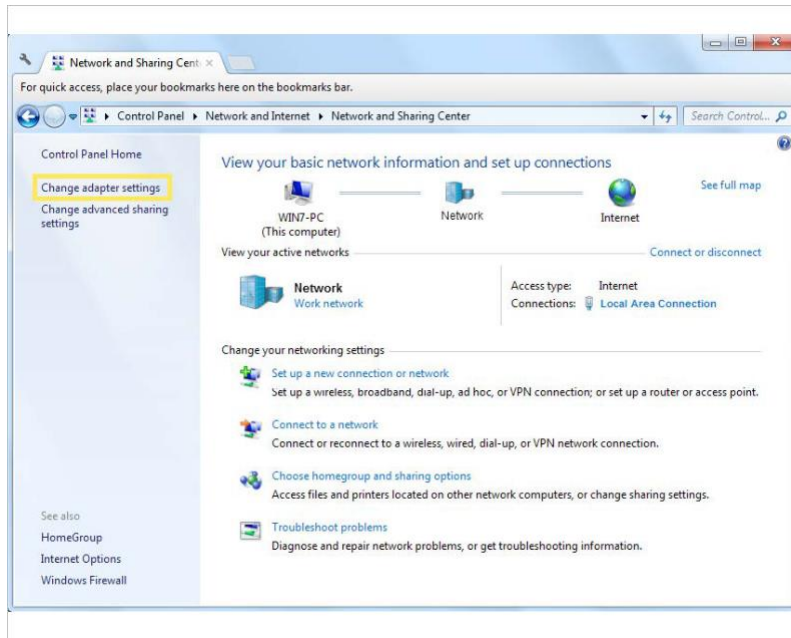 Network and Sharing Cent
For quick access, place your bookmarks here on the bookmarks bar.
Control Panel Network and Internet Network and Sharing Center
Search Control...
Control Panel Home
Change adapter settings
Change advanced sharing
settings
View your basic network information and set up connections
See full map
WIN7-PC
(This computer)
Network
Internet
View your active networks
Connect or disconnect
Network
Work network
Access type: Internet
Connections: Local Area Connection
Change your networking settings
Set up a new connection or network
Set up a wireless, broadband, dial-up, ad hoc, or VPN connection; or set up a router or access point.
Connect to a network
Connect or reconnect to a wireless, wired, dial-up, or VPN network connection.
Choose homegroup and sharing options
Access files and printers located on other network computers, or change sharing settings.
Troubleshoot problems
Diagnose and repair network problems, or get troubleshooting information.
See also
HomeGroup
Internet Options
Windows Firewall